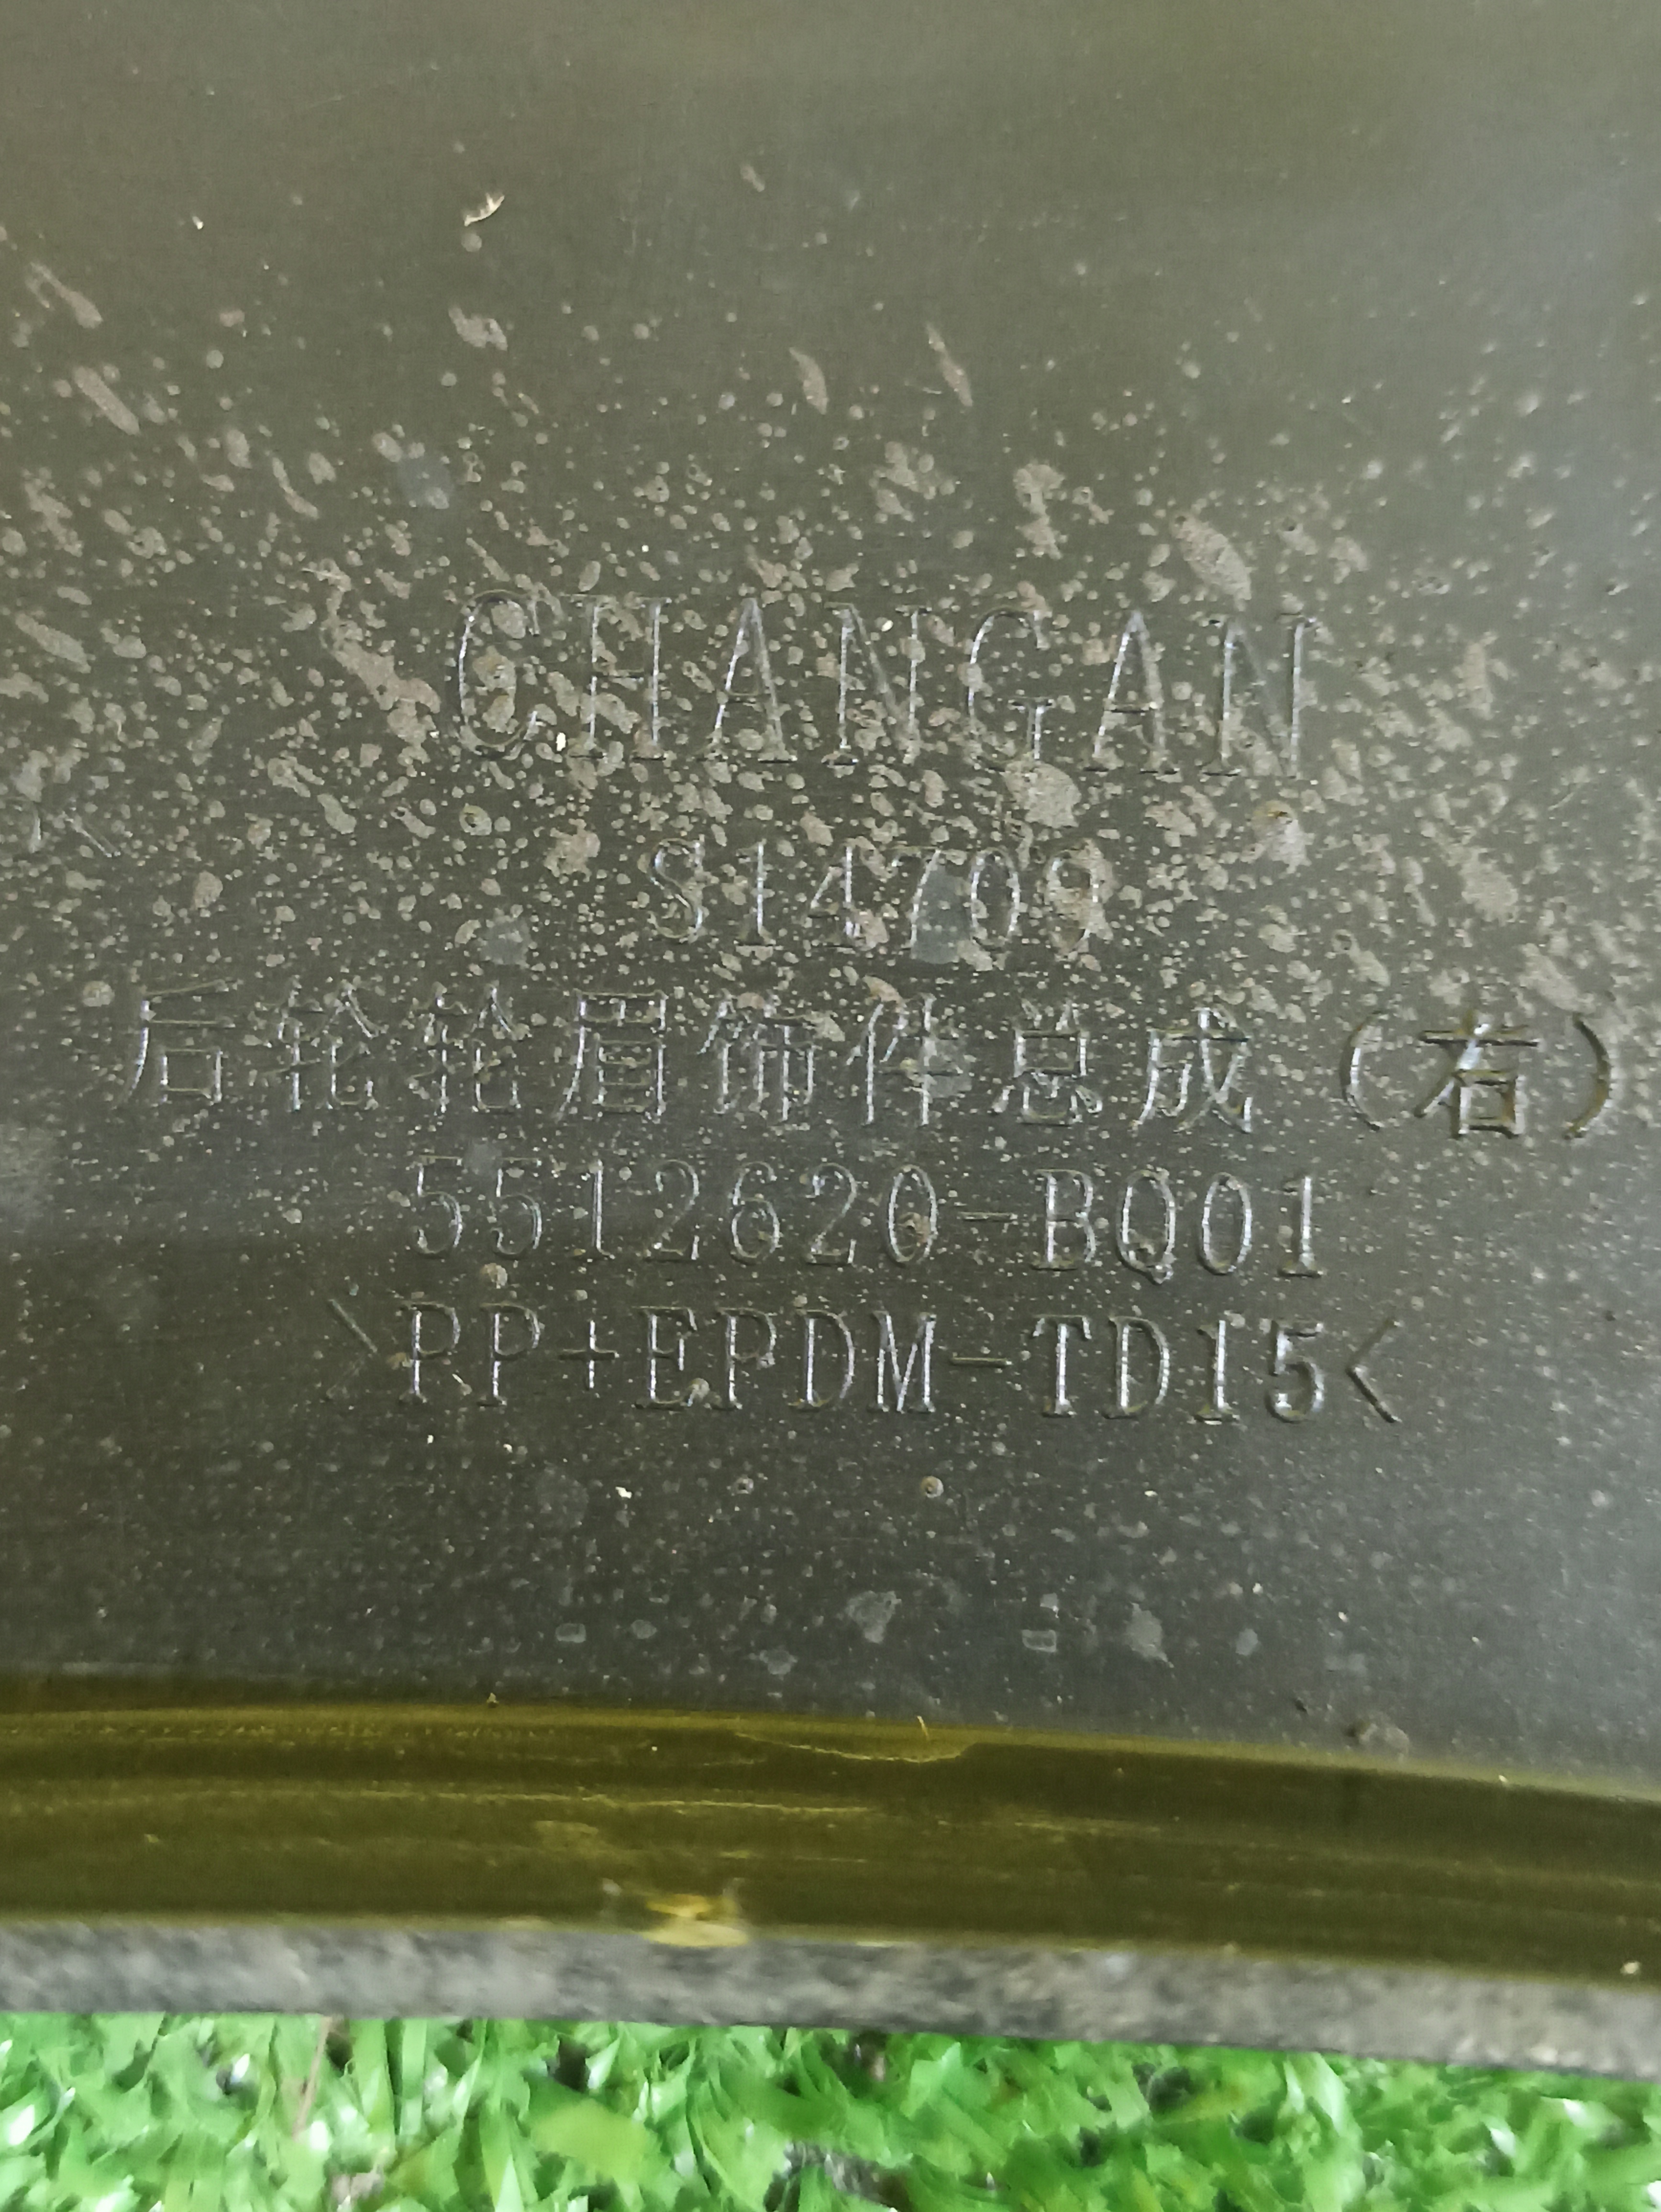 CHANGAN
S14709
后轮轮眉饰件总成（右）
5512620-BQ01
>PP+EPDM-TD15<